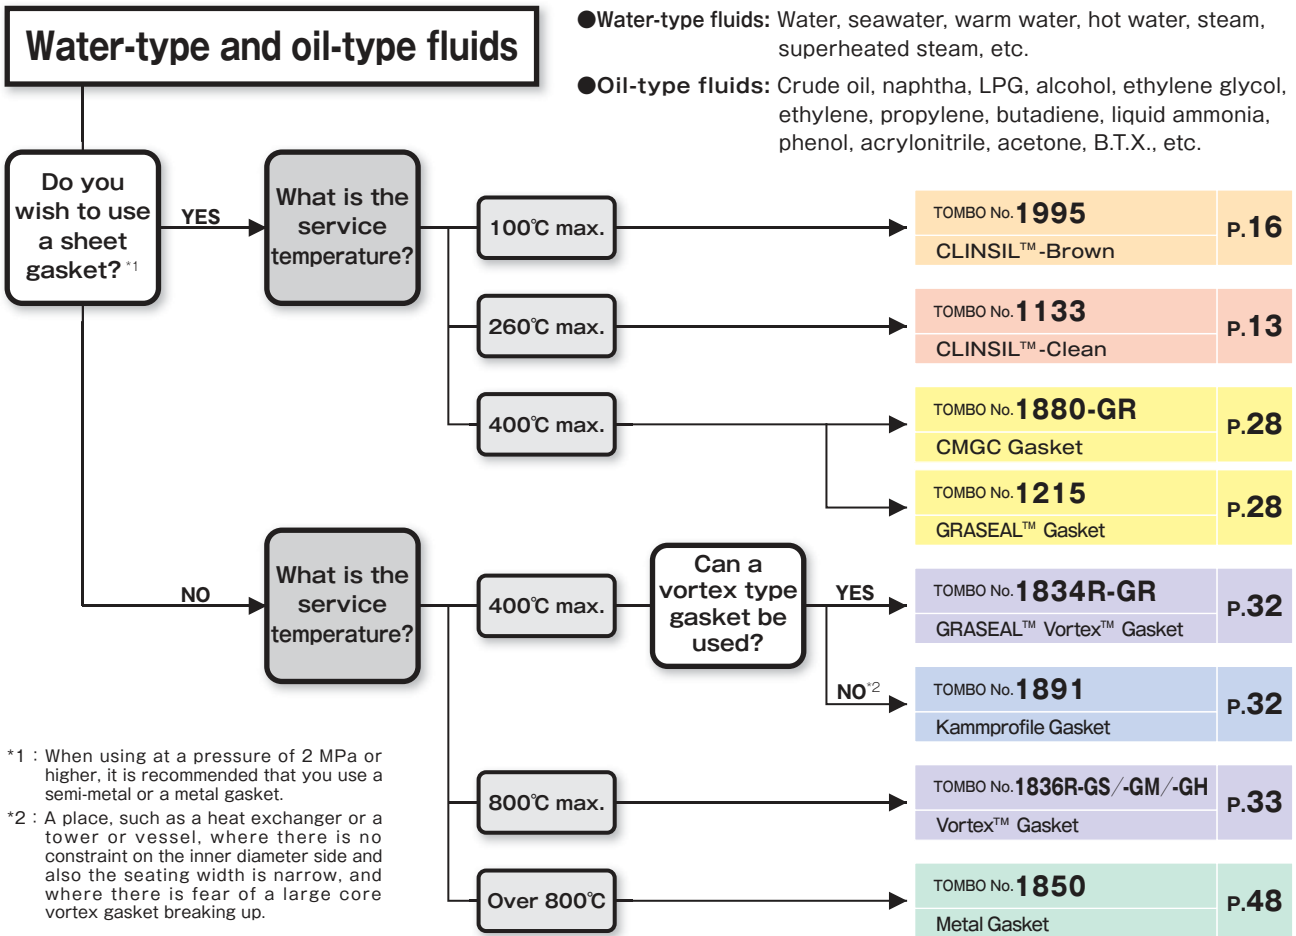 Water-type and oil-type fluids
●Water-type fluids: Water, seawater, warm water, hot water, steam,
superheated steam, etc.
●Oil-type fluids: Crude oil, naphtha, LPG, alcohol, ethylene glycol,
ethylene, propylene, butadiene, liquid ammonia,
phenol, acrylonitrile, acetone, B.T.X., etc.
Do you
wish to use
a sheet
gasket? *1
YES
What is the
service
temperature?
100℃ max.
TOMBO No. 1995
CLINSIL™-Brown
P.16
260℃ max.
TOMBO No. 1133
CLINSIL™-Clean
P.13
400℃ max.
TOMBO No. 1880-GR
CMGC Gasket
P.28
TOMBO No. 1215
GRASEAL™ Gasket
P.28
NO
What is the
service
temperature?
400℃ max.
Can a
vortex type
gasket be
used?
YES
TOMBO No. 1834R-GR
GRASEAL™ Vortex™ Gasket
P.32
NO*2
TOMBO No. 1891
Kammprofile Gasket
P.32
800℃ max.
TOMBO No. 1836R-GS/-GM/-GH
Vortex™ Gasket
P.33
Over 800℃
TOMBO No. 1850
Metal Gasket
P.48
*1 : When using at a pressure of 2 MPa or
higher, it is recommended that you use a
semi-metal or a metal gasket.
*2 : A place, such as a heat exchanger or a
tower or vessel, where there is no
constraint on the inner diameter side and
also the seating width is narrow, and
where there is fear of a large core
vortex gasket breaking up.